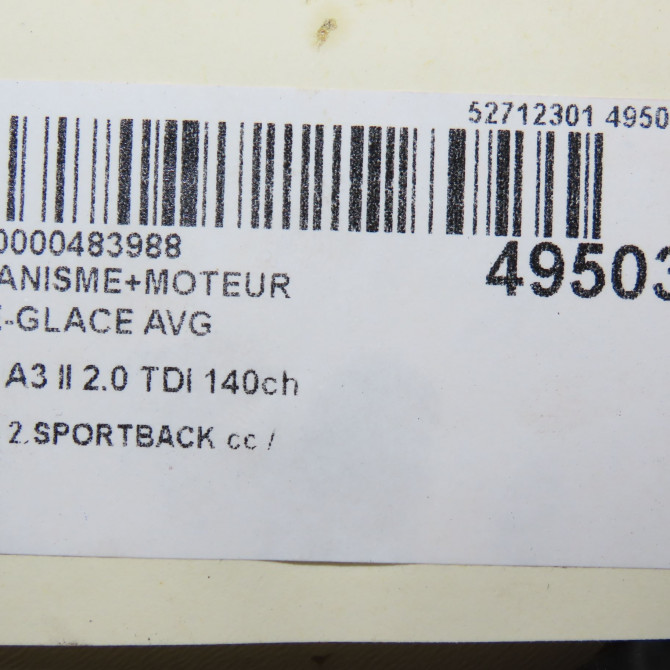 52712301 4950
0000483988
49503
ANISME+MOTEUR
E-GLACE AVG
A3 II 2.0 TDI 140ch
2.SPORTBACK cc /